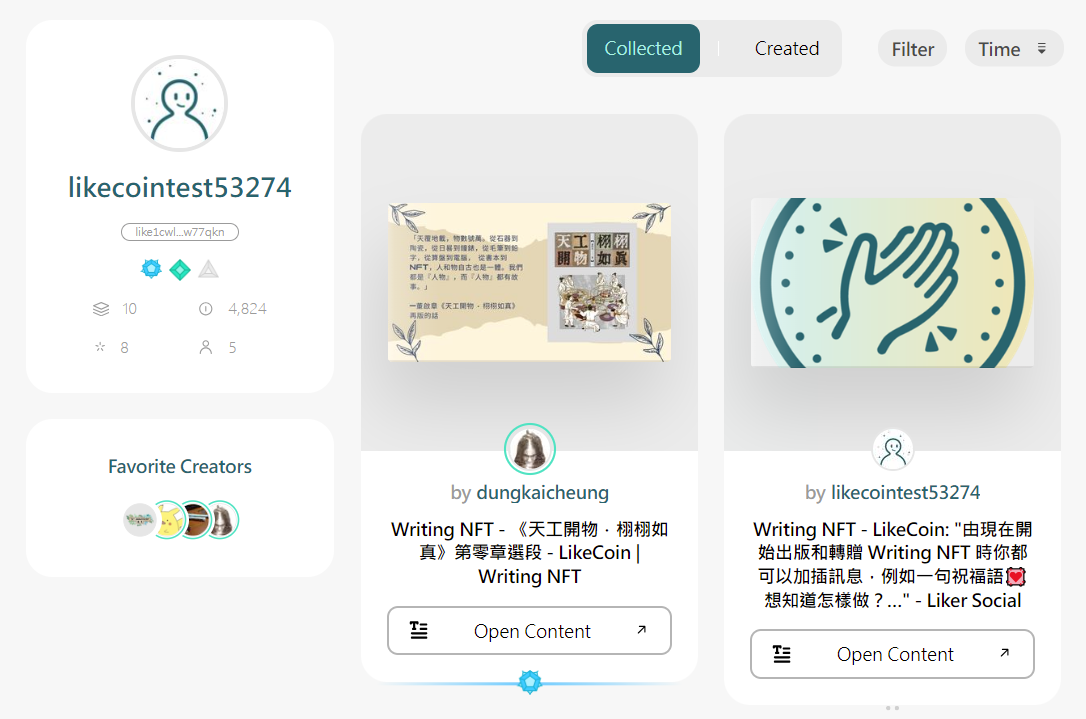 Collected
Created
Filter
Time
likecointest53274
like1cwl...w77qkn
10
4,824
8
5
Favorite Creators
「天覆地載，物數號萬。從石器到
陶瓷，從日晷到鐘錶，從毛筆到鉛
字，從算盤到電腦， 從書本到
NFT，人和物自古也是一體。我們
都是『人物』，而『人物』都有故
事。」
—董啟章《天工開物．栩栩如真》
再版的話
天工 栩栩
開物 如真
by dungkaicheung
Writing NFT - 《天工開物．栩栩如
真》第零章選段 - LikeCoin |
Writing NFT
Open Content
by likecointest53274
Writing NFT - LikeCoin: "由現在開
始出版和轉贈 Writing NFT 時你都
可以加插訊息．例如一句祝福語💟
想知道怎樣做？..." - Liker Social
Open Content